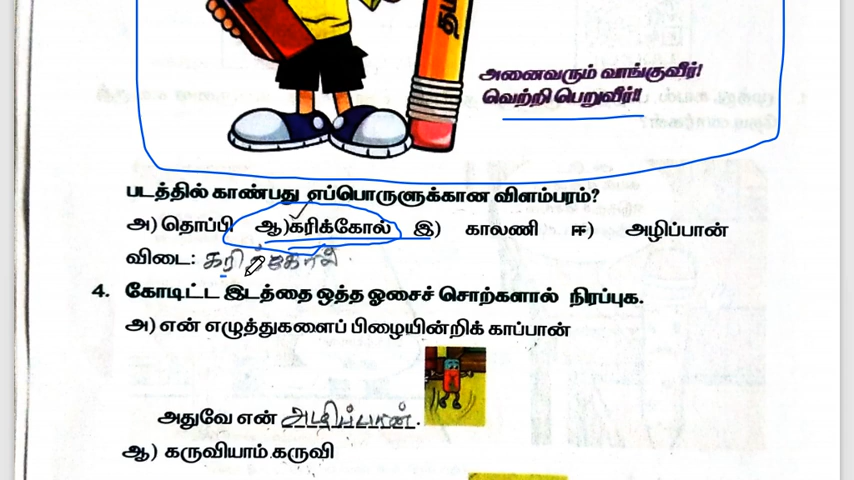 அனைவரும் வாங்குவீர்!
வெற்றி பெறுவீர்!!
படத்தில் காண்பது எப்பொருளுக்கான விளம்பரம்?
அ) தொப்பி ஆ)கரிக்கோல் இ) காலணி ஈ) அழிப்பான்
விடை: கரிக்கோல்
4. கோடிட்ட இடத்தை ஒத்த ஓசைச் சொற்களால் நிரப்புக.
அ) என் எழுத்துகளைப் பிழையின்றிக் காப்பான்
அதுவே என் அழிப்பான்.
ஆ) கருவியாம் கருவி